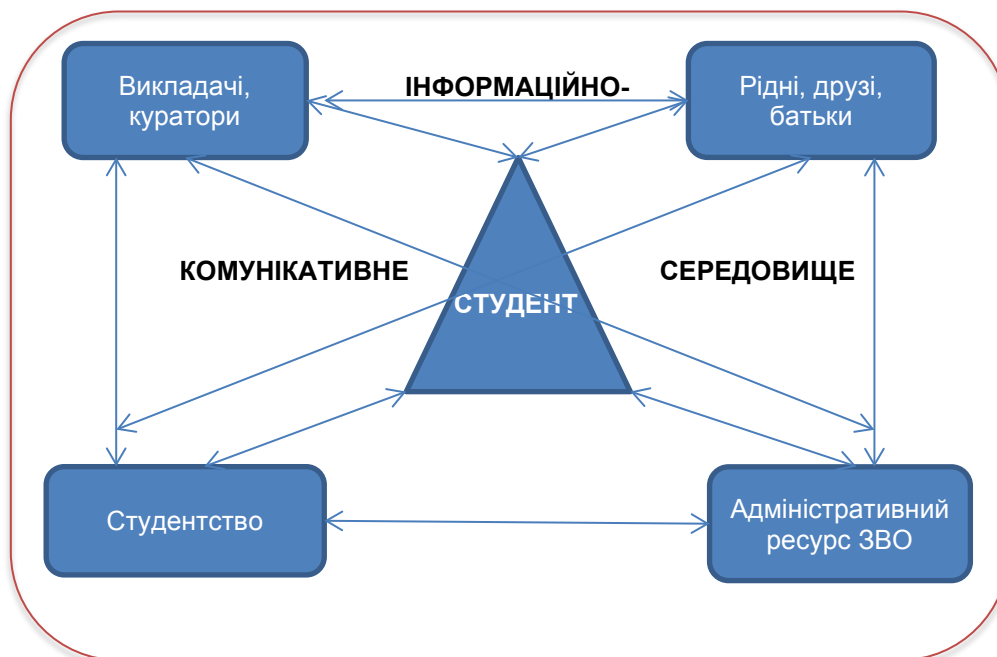 Викладачі,
куратори
ІНФОРМАЦІЙНО-
Рідні, друзі,
батьки
КОМУНІКАТИВНЕ
СЕРЕДОВИЩЕ
СТУДЕНТ
Студентство
Адміністративний
ресурс ЗВО